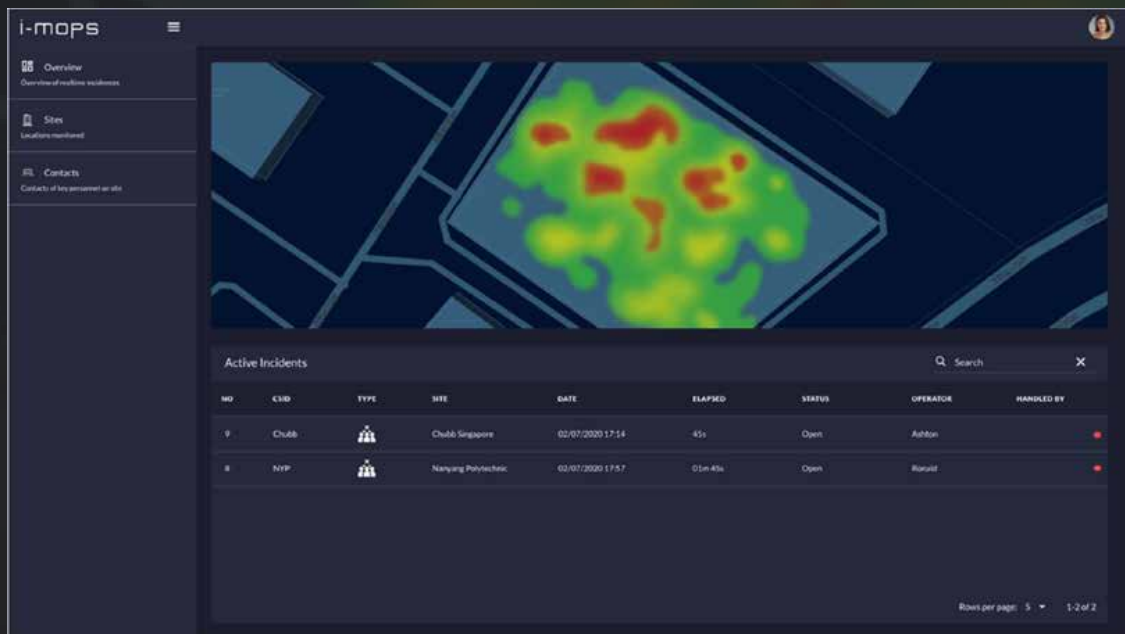 i-mops
Overview
Overview of realtime incidences
Sites
Locations monitored
Contacts
Contacts of key personnel on site
Active Incidents
Search
NO CSID TYPE SITE DATE ELAPSED STATUS OPERATOR HANDLED BY
9 Chubb Chubb Singapore 02/07/2020 17:14 45s Open Ashton
8 NYP Nanyang Polytechnic 02/07/2020 17:57 01m 45s Open Ronald
Rows per page: 5 1-2 of 2